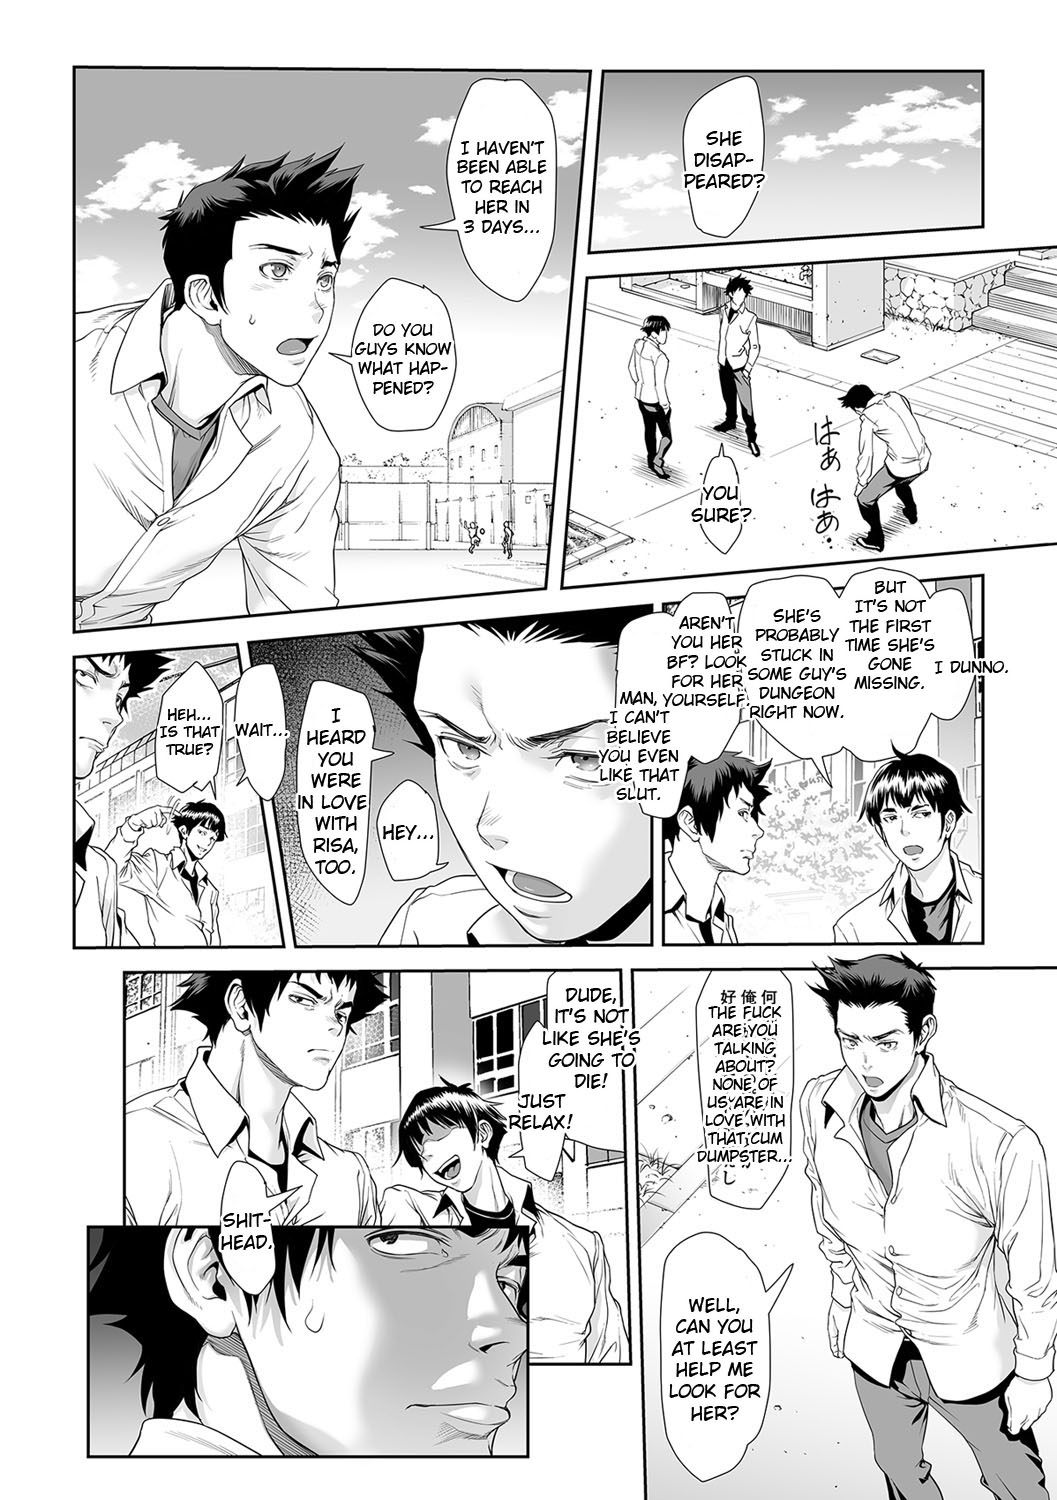 SHE
DISAP-
PEARED?
I HAVEN'T
BEEN ABLE
TO REACH
HER IN
3 DAYS...
DO YOU
GUYS KNOW
WHAT HAP-
PENED?
はぁ はぁ・
YOU
SURE?
I DUNNO.
BUT
IT'S NOT
THE FIRST
TIME SHE'S
GONE
MISSING.
SHE'S
PROBABLY
STUCK IN
SOME GUY'S
DUNGEON
RIGHT NOW.
AREN'T
YOU HER
BF? LOOK
FOR HER
YOURSELF.
MAN,
I CAN'T
BELIEVE
YOU EVEN
LIKE THAT
SLUT.
HEY...
I
HEARD
YOU
WERE
IN LOVE
WITH
RISA,
TOO.
WAIT...
HEH...
IS THAT
TRUE?
何
俺
好
THE FUCK
ARE YOU
TALKING
ABOUT?
NONE OF
US ARE IN
LOVE WITH
THAT CUM
DUMPSTER...
し
WELL,
CAN YOU
AT LEAST
HELP ME
LOOK FOR
HER?
DUDE,
IT'S NOT
LIKE SHE'S
GOING TO
DIE!
JUST
RELAX!
SHIT-
HEAD.